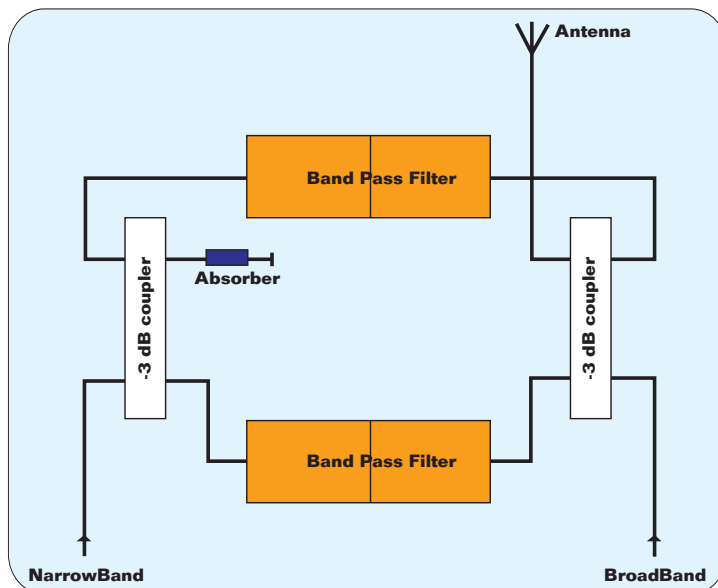 Antenna
Band Pass Filter
Absorber
-3 dB coupler
-3 dB coupler
Band Pass Filter
NarrowBand
BroadBand